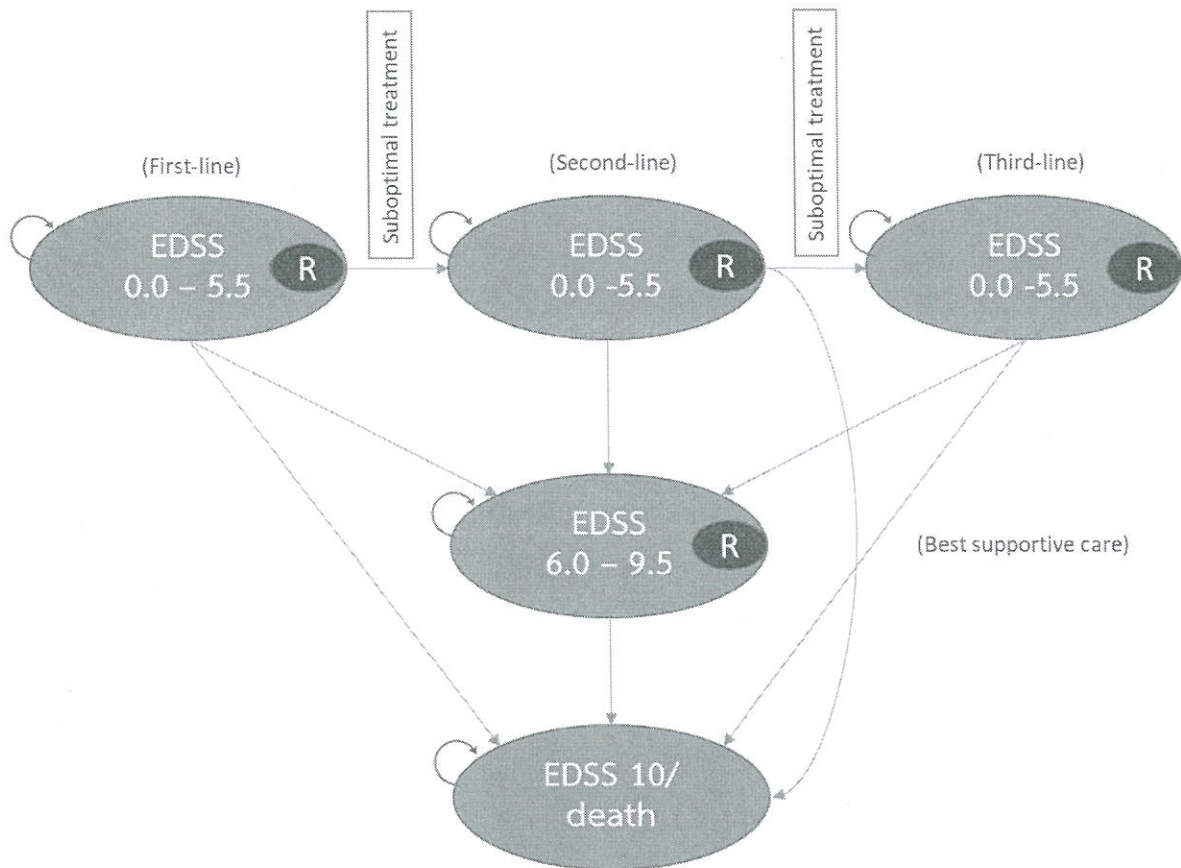 Suboptimal treatment
Suboptimal treatment
(First-line)
(Second-line)
(Third-line)
EDSS
0.0 – 5.5
R
EDSS
0.0 -5.5
R
EDSS
0.0 -5.5
R
EDSS
6.0 – 9.5
R
(Best supportive care)
EDSS 10/
death